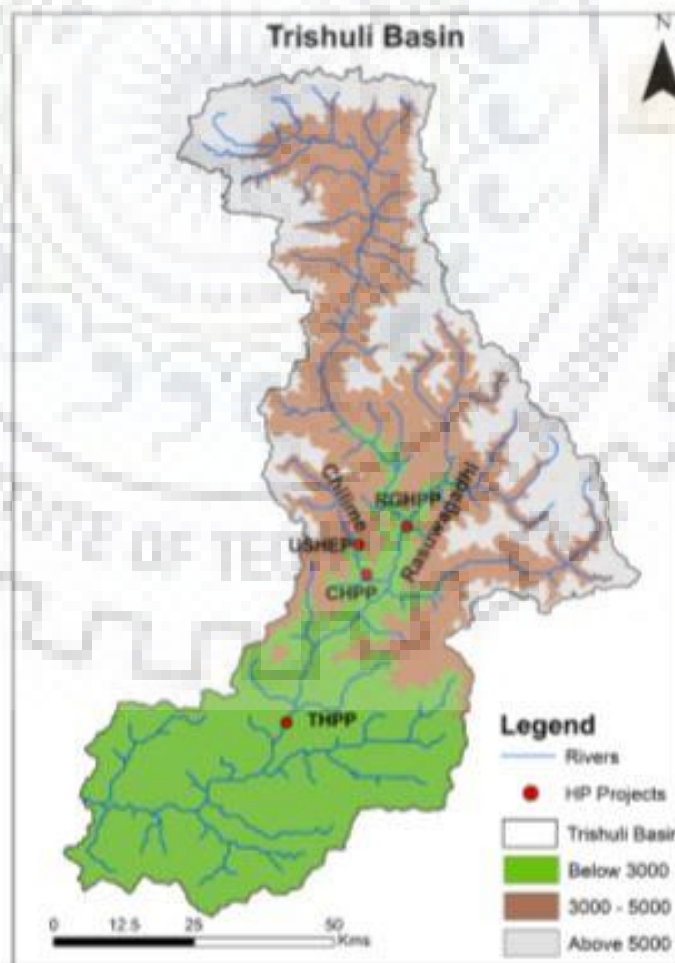 Trishuli Basin
N
Chilime
RGHPP
Rasuwagadhi
USHEP
CHPP
THPP
Legend
Rivers
HP Projects
Trishuli Basin
Below 3000
3000 - 5000
Above 5000
0 12.5 25 50
Kms